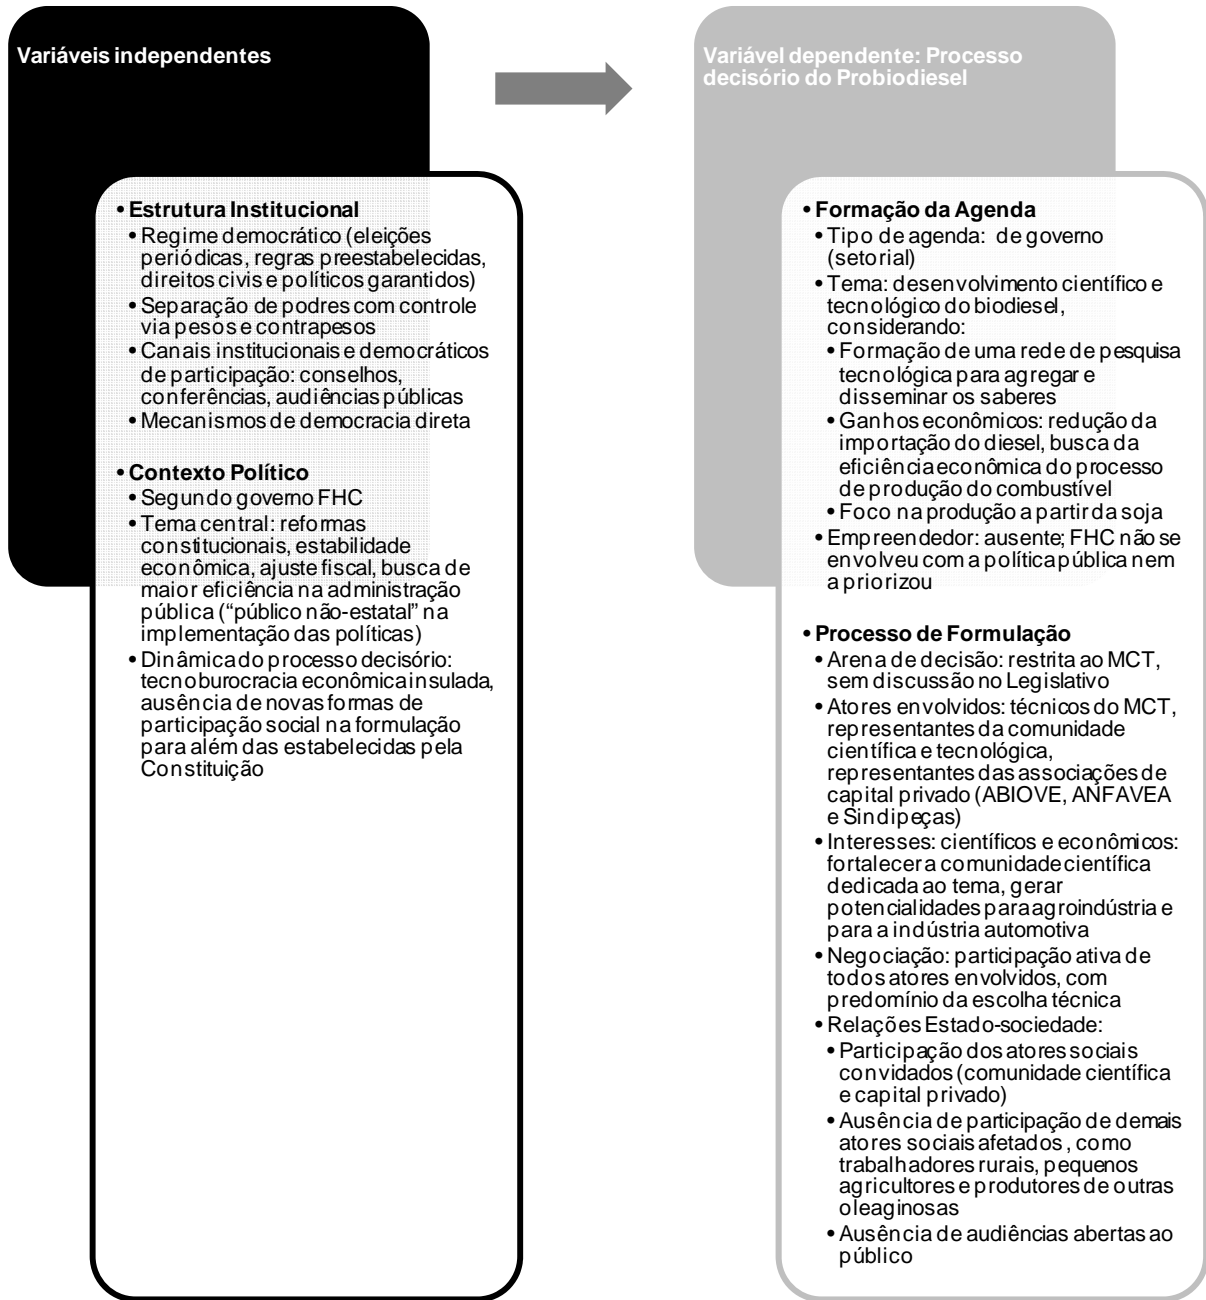 Variáveis independentes
• Estrutura Institucional
• Regime democrático (eleições
periódicas, regras preestabelecidas,
direitos civis e políticos garantidos)
• Separação de podres com controle
via pesos e contrapesos
• Canais institucionais e democráticos
de participação: conselhos,
conferências, audiências públicas
• Mecanismos de democracia direta
• Contexto Político
• Segundo governo FHC
• Tema central: reformas
constitucionais, estabilidade
econômica, ajuste fiscal, busca de
maior eficiência na administração
pública ("público não-estatal" na
implementação das políticas)
• Dinâmica do processo decisório:
tecnoburocracia econômica insulada,
ausência de novas formas de
participação social na formulação
para além das estabelecidas pela
Constituição
Variável dependente: Processo
decisório do Probiodiesel
• Formação da Agenda
• Tipo de agenda: de governo
(setorial)
• Tema: desenvolvimento científico e
tecnológico do biodiesel,
considerando:
• Formação de uma rede de pesquisa
tecnológica para agregar e
disseminar os saberes
• Ganhos econômicos: redução da
importação do diesel, busca da
eficiência econômica do processo
de produção do combustível
• Foco na produção a partir da soja
• Empreendedor: ausente; FHC não se
envolveu com a política pública nem
a priorizou
• Processo de Formulação
• Arena de decisão: restrita ao MCT,
sem discussão no Legislativo
• Atores envolvidos: técnicos do MCT,
representantes da comunidade
científica e tecnológica,
representantes das associações de
capital privado (ABIOVE, ANFAVEA
e Sindipeças)
• Interesses: científicos e econômicos:
fortalecer a comunidade científica
dedicada ao tema, gerar
potencialidades para agroindústria e
para a indústria automotiva
• Negociação: participação ativa de
todos atores envolvidos, com
predomínio da escolha técnica
• Relações Estado-sociedade:
• Participação dos atores sociais
convidados (comunidade científica
e capital privado)
• Ausência de participação de demais
atores sociais afetados , como
trabalhadores rurais, pequenos
agricultores e produtores de outras
oleaginosas
• Ausência de audiências abertas ao
público